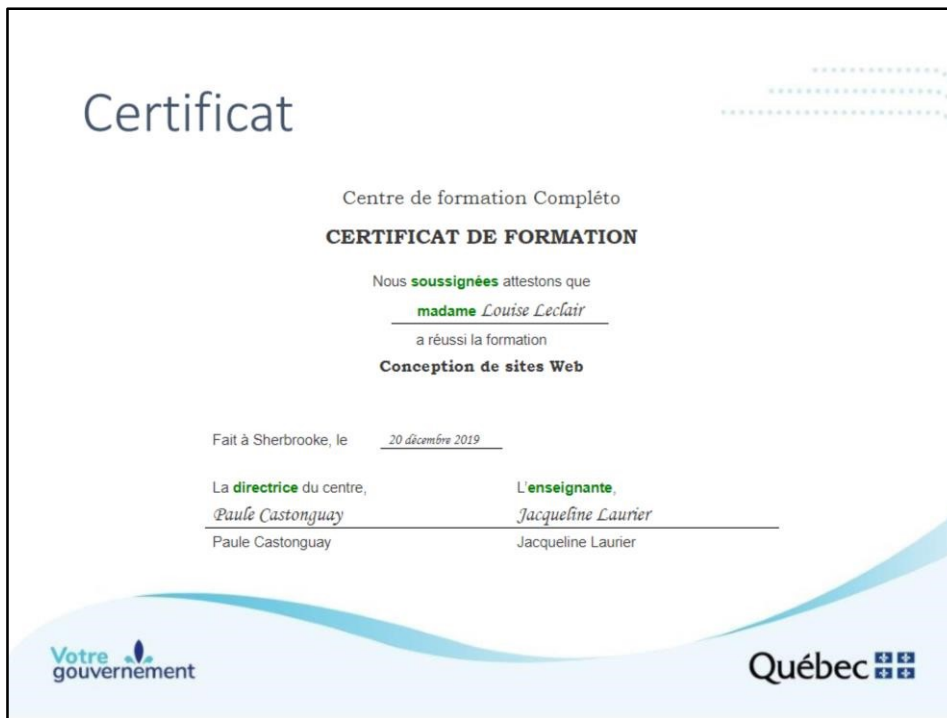 Certificat
Centre de formation Compléto
CERTIFICAT DE FORMATION
Nous soussignées attestons que
madame Louise Leclair
a réussi la formation
Conception de sites Web
Fait à Sherbrooke, le 20 décembre 2019
La directrice du centre, L'enseignante,
Paule Castonguay Jacqueline Laurier
Paule Castonguay Jacqueline Laurier
Votre
gouvernement
Québec